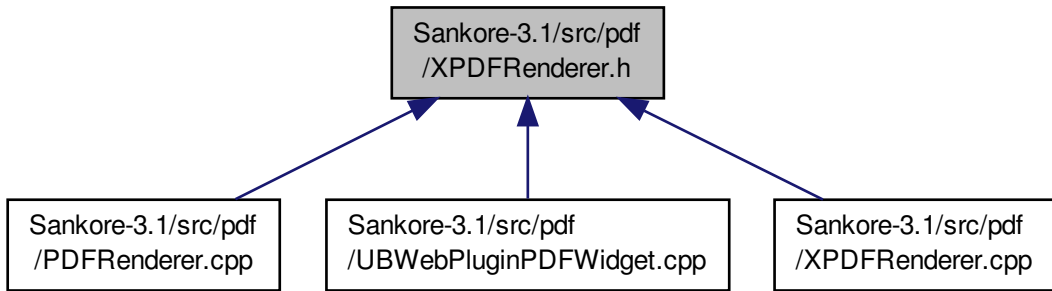 Sankore-3.1/src/pdf
/XPDFRenderer.h
Sankore-3.1/src/pdf
/PDFRenderer.cpp
Sankore-3.1/src/pdf
/UBWebPluginPDFWidget.cpp
Sankore-3.1/src/pdf
/XPDFRenderer.cpp